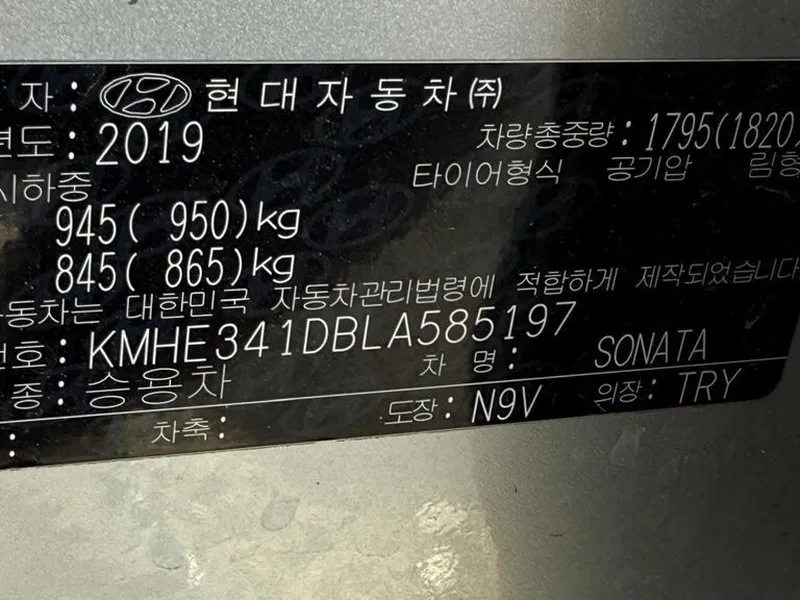 자 : 현대자동차㈜
년도 : 2019 차량총중량 : 1795(1820)
시하중 타이어형식 공기압 림형
945( 950)kg
845( 865)kg
자동차는 대한민국 자동차관리법령에 적합하게 제작되었습니다
번호 : KMHE341DBLA585197
종 : 승용차 차 명 : SONATA
: 차축 : 도장 : N9V 의장 : TRY